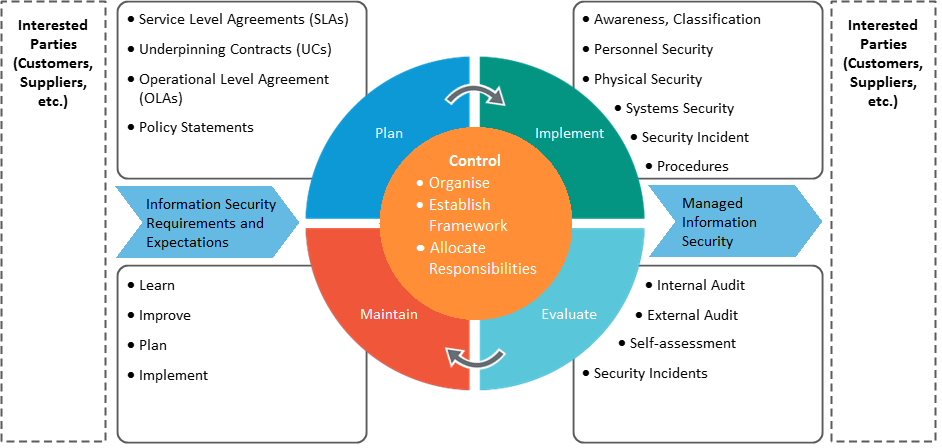 Interested
Parties
(Customers,
Suppliers,
etc.)
• Service Level Agreements (SLAs)
• Underpinning Contracts (UCs)
• Operational Level Agreement
(OLAs)
• Policy Statements
Plan
Implement
• Awareness, Classification
• Personnel Security
• Physical Security
• Systems Security
• Security Incident
• Procedures
Interested
Parties
(Customers,
Suppliers,
etc.)
Information Security
Requirements and
Expectations
Control
• Organise
• Establish
Framework
• Allocate
Responsibilities
Managed
Information
Security
• Learn
• Improve
• Plan
• Implement
Maintain
Evaluate
• Internal Audit
• External Audit
• Self-assessment
• Security Incidents